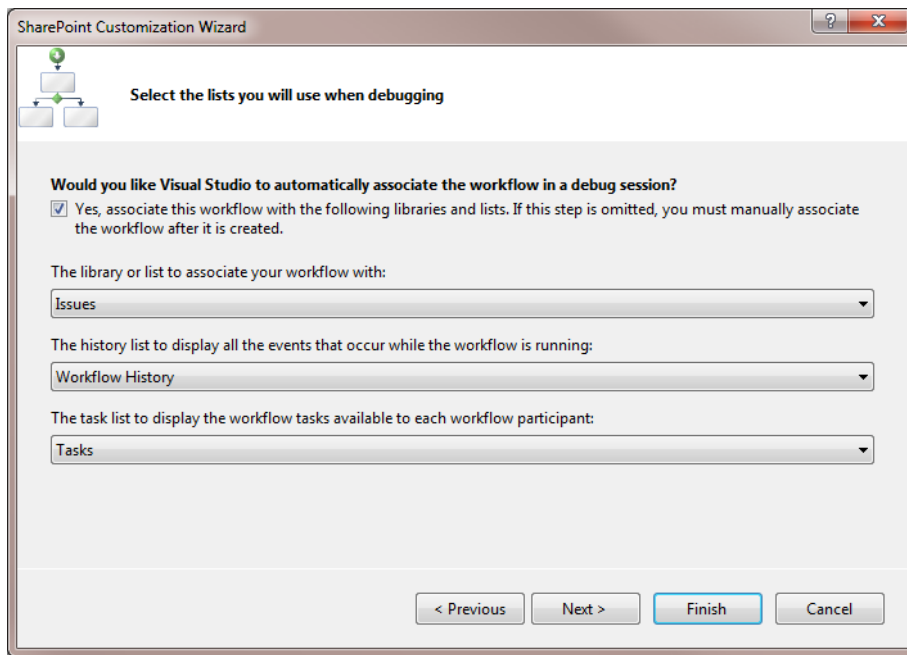 SharePoint Customization Wizard
?
Select the lists you will use when debugging
Would you like Visual Studio to automatically associate the workflow in a debug session?
Yes, associate this workflow with the following libraries and lists. If this step is omitted, you must manually associate
the workflow after it is created.
The library or list to associate your workflow with:
Issues
The history list to display all the events that occur while the workflow is running:
Workflow History
The task list to display the workflow tasks available to each workflow participant:
Tasks
< Previous Next > Finish Cancel